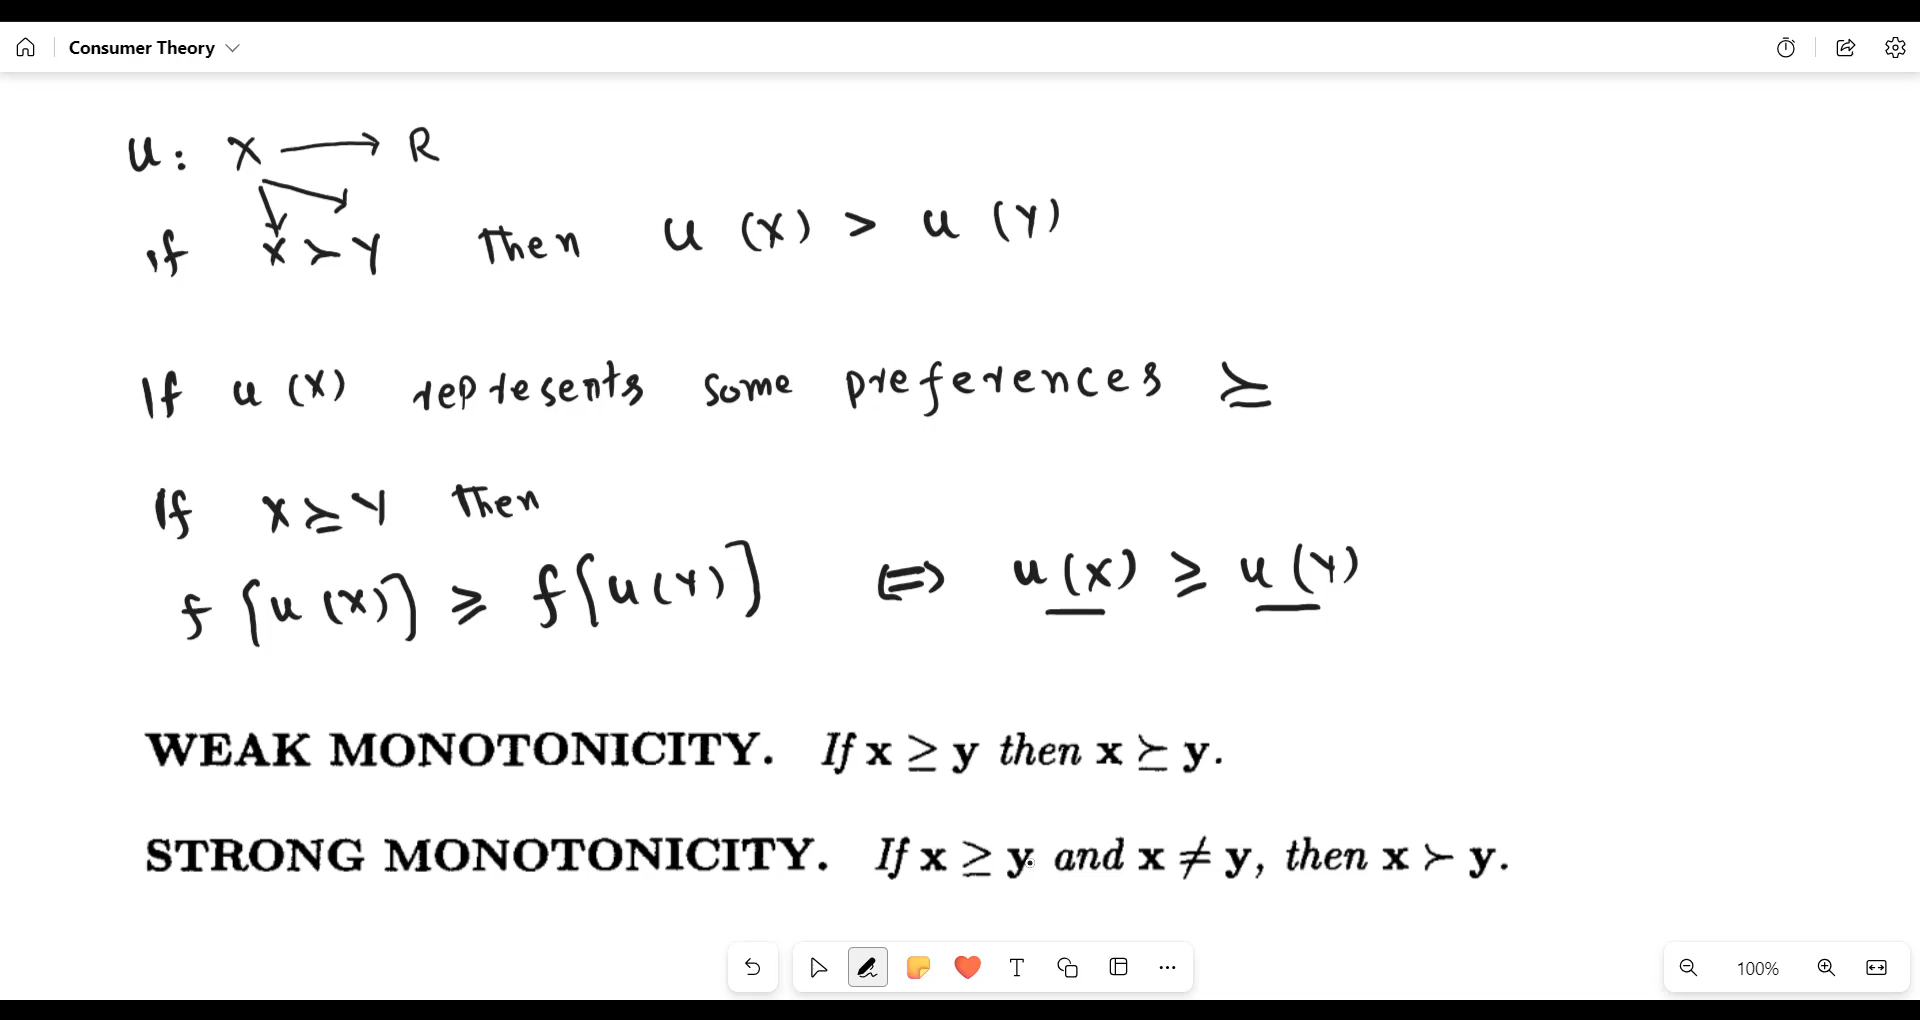 Consumer Theory
u: X ⟶ R
if X ≻ Y then u (X) > u (Y)
If u (X) represents some preferences ≽
If X ≽ Y then
f [u (X)] ≥ f [u (Y)] ⟺ u (X) ≥ u (Y)
WEAK MONOTONICITY. If x ≥ y then x ⪰ y.
STRONG MONOTONICITY. If x ≥ y and x ≠ y, then x ≻ y.
T
100%